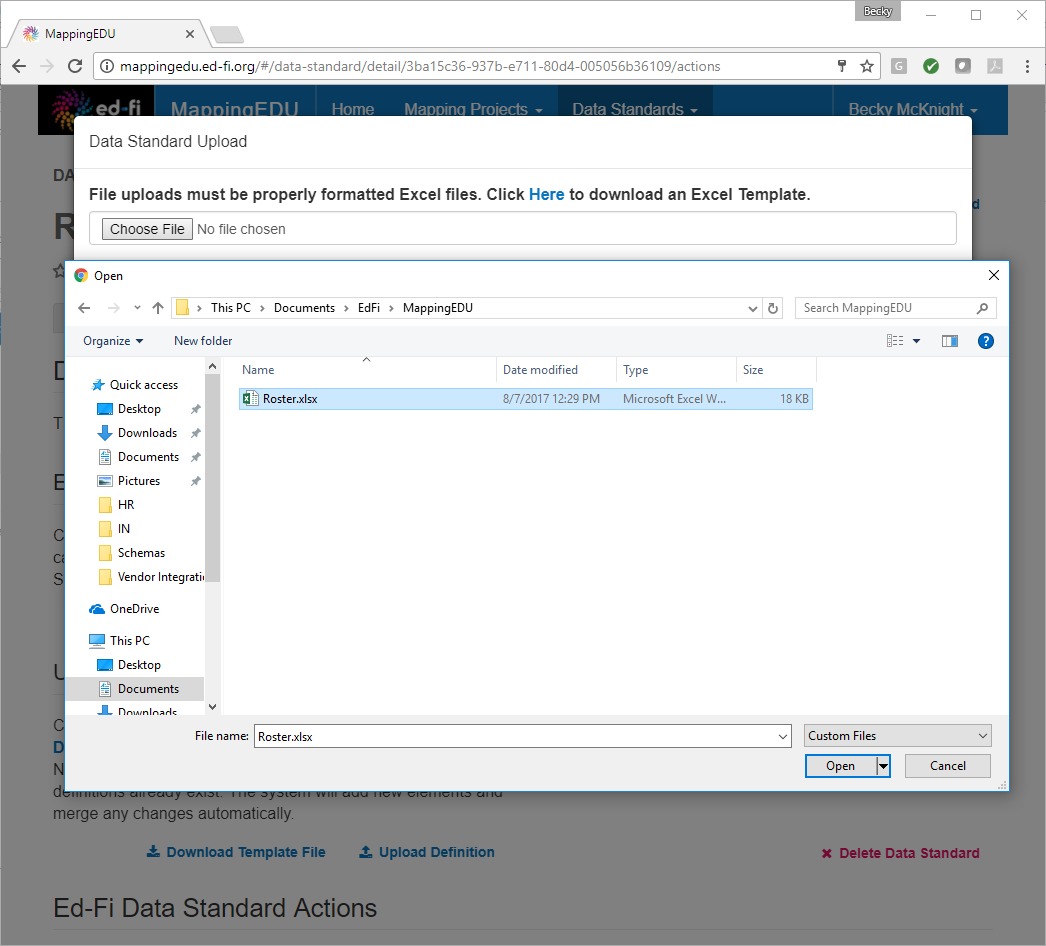 Becky
MappingEDU
mappingedu.ed-fi.org/#/data-standard/detail/3ba15c36-937b-e711-80d4-005056b36109/actions
G
ed-fi MappingEDU Home Mapping Projects Data Standards Becky McKnight
Data Standard Upload
DA
File uploads must be properly formatted Excel files. Click Here to download an Excel Template.
d
R
Choose File No file chosen
Open
This PC > Documents > EdFi > MappingEDU
Search MappingEDU
Organize New folder
?
Name Date modified Type Size
Roster.xlsx 8/7/2017 12:29 PM Microsoft Excel W... 18 KB
Quick access
Desktop
Downloads
Documents
Pictures
HR
IN
Schemas
Vendor Integrati
OneDrive
This PC
Desktop
Documents
Downloads
D
T
E
C
ca
S
U
C
D
N
File name: Roster.xlsx Custom Files
Open Cancel
definitions already exist. The system will add new elements and
merge any changes automatically.
Download Template File Upload Definition Delete Data Standard
Ed-Fi Data Standard Actions